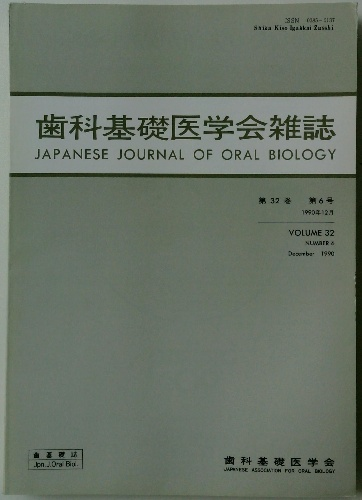 ISSN 0385-0137
Shika Kiso Igakkai Zasshi
歯科基礎医学会雑誌
JAPANESE JOURNAL OF ORAL BIOLOGY
第 32 巻 第 6 号
1990年12月
VOLUME 32
NUMBER 6
December 1990
歯 基 礎 誌
Jpn.J.Oral Biol.
歯科基礎医学会
JAPANESE ASSOCIATION FOR ORAL BIOLOGY